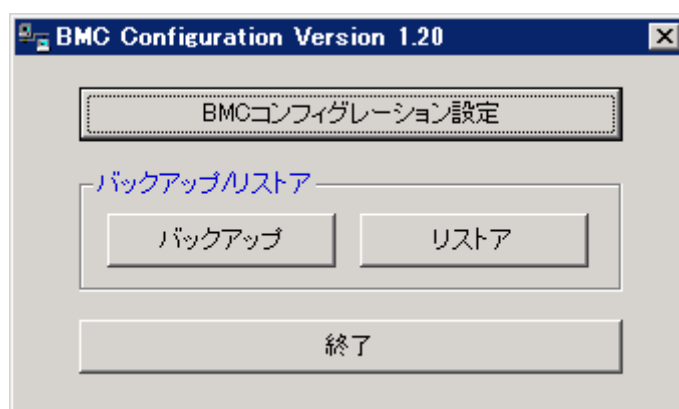 BMC Configuration Version 1.20
BMCコンフィグレーション設定
バックアップ/リストア
バックアップ リストア
終了